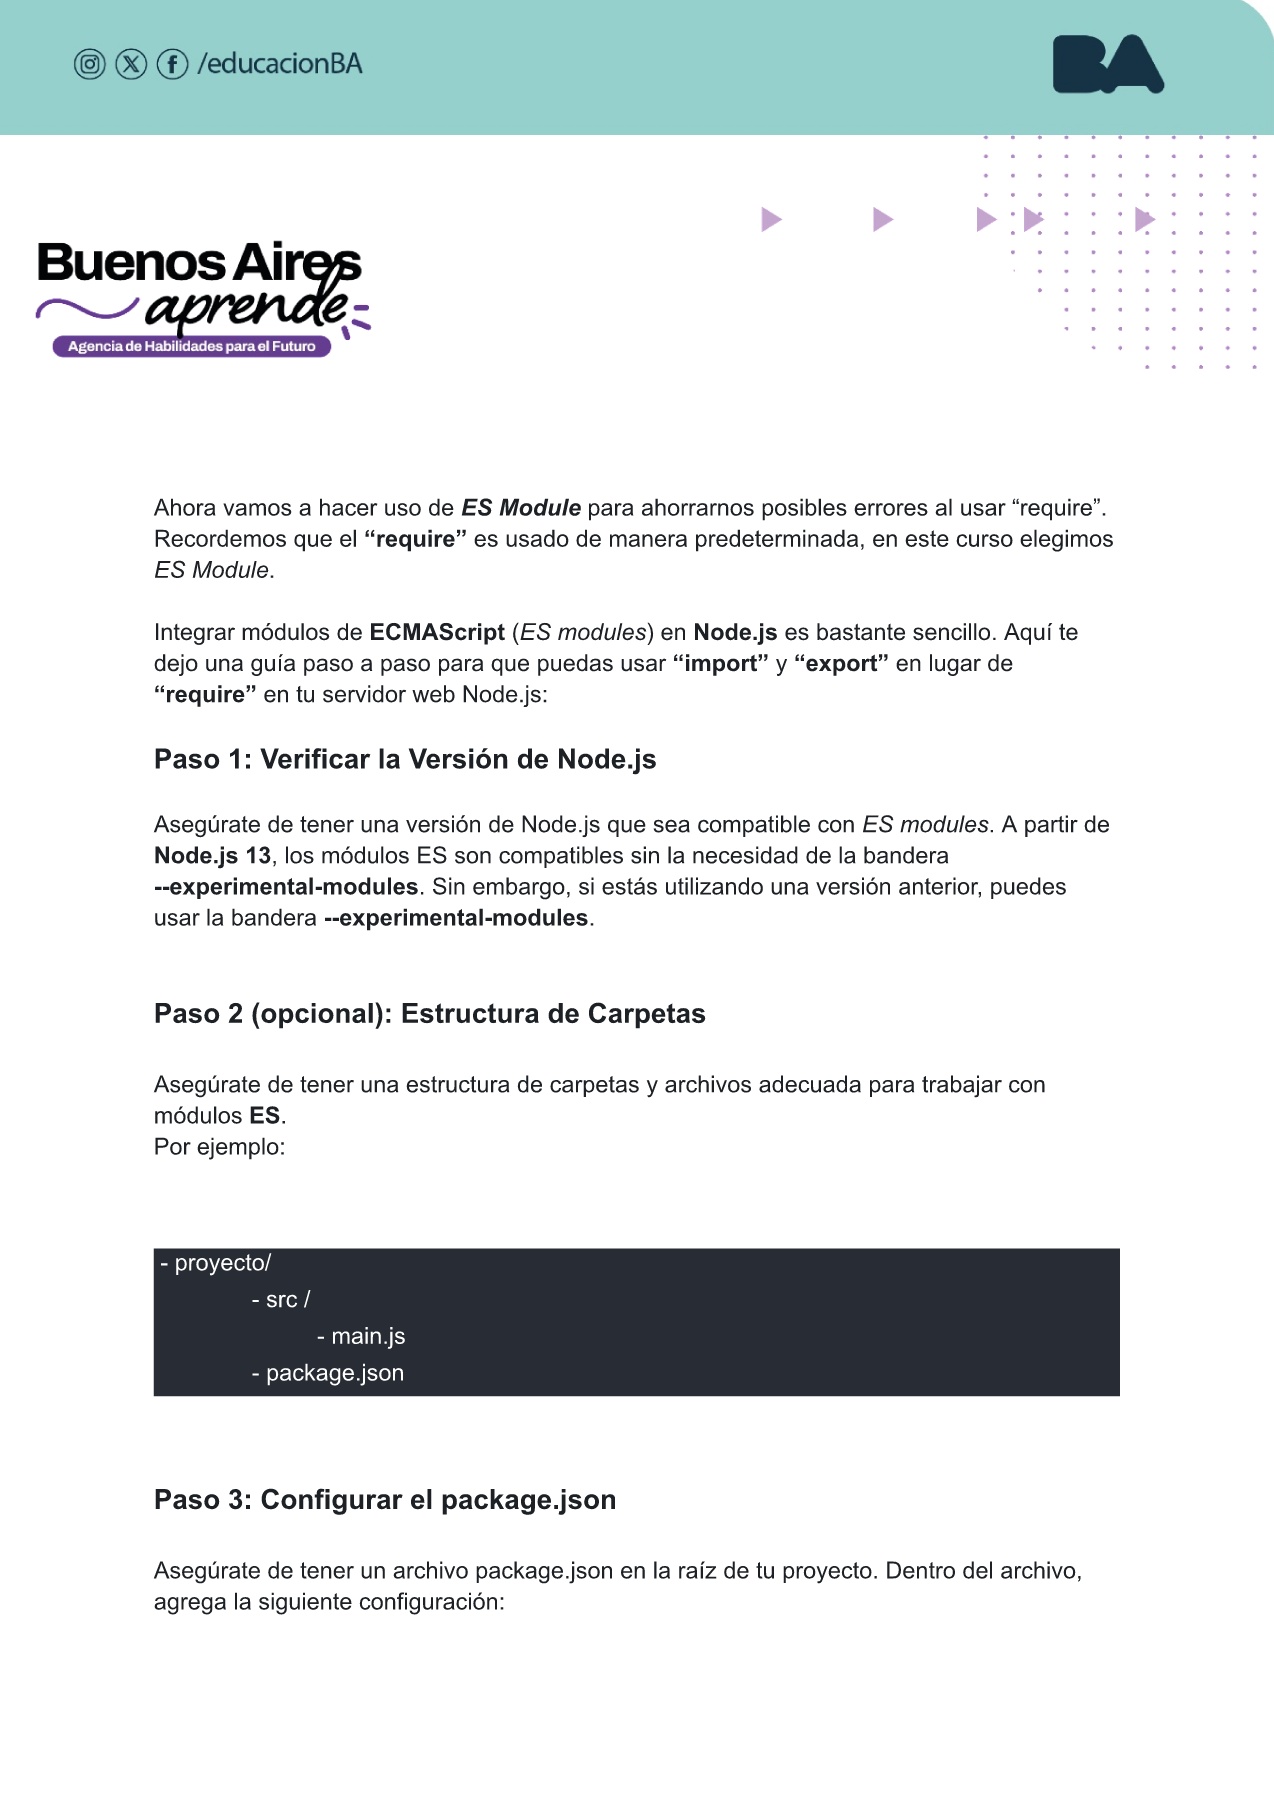 /educacionBA
BA
Buenos Aires
aprende
Agencia de Habilidades para el Futuro
Ahora vamos a hacer uso de ES Module para ahorrarnos posibles errores al usar “require”.
Recordemos que el “require” es usado de manera predeterminada, en este curso elegimos
ES Module.
Integrar módulos de ECMAScript (ES modules) en Node.js es bastante sencillo. Aquí te
dejo una guía paso a paso para que puedas usar “import” y “export” en lugar de
“require” en tu servidor web Node.js:
Paso 1: Verificar la Versión de Node.js
Asegúrate de tener una versión de Node.js que sea compatible con ES modules. A partir de
Node.js 13, los módulos ES son compatibles sin la necesidad de la bandera
--experimental-modules. Sin embargo, si estás utilizando una versión anterior, puedes
usar la bandera --experimental-modules.
Paso 2 (opcional): Estructura de Carpetas
Asegúrate de tener una estructura de carpetas y archivos adecuada para trabajar con
módulos ES.
Por ejemplo:
- proyecto/
- src /
- main.js
- package.json
Paso 3: Configurar el package.json
Asegúrate de tener un archivo package.json en la raíz de tu proyecto. Dentro del archivo,
agrega la siguiente configuración: